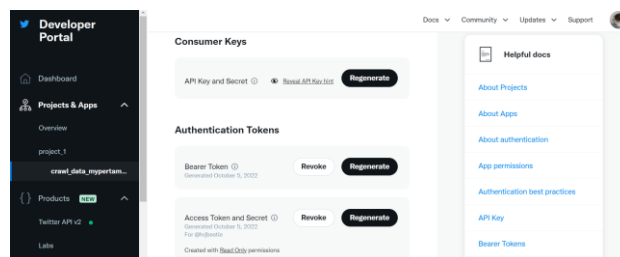 Developer
Portal
Docs
Community
Updates
Support
Dashboard
Projects & Apps
Overview
project_1
crawl_data_mypertam...
Products NEW
Twitter API v2
Labs
Consumer Keys
API Key and Secret
Reveal API Key hint
Regenerate
Authentication Tokens
Bearer Token
Generated October 5, 2022
Revoke
Regenerate
Access Token and Secret
Generated October 5, 2022
Revoke
Regenerate
Created with Read Only permissions
Helpful docs
About Projects
About Apps
About authentication
App permissions
Authentication best practices
API Key
Bearer Tokens